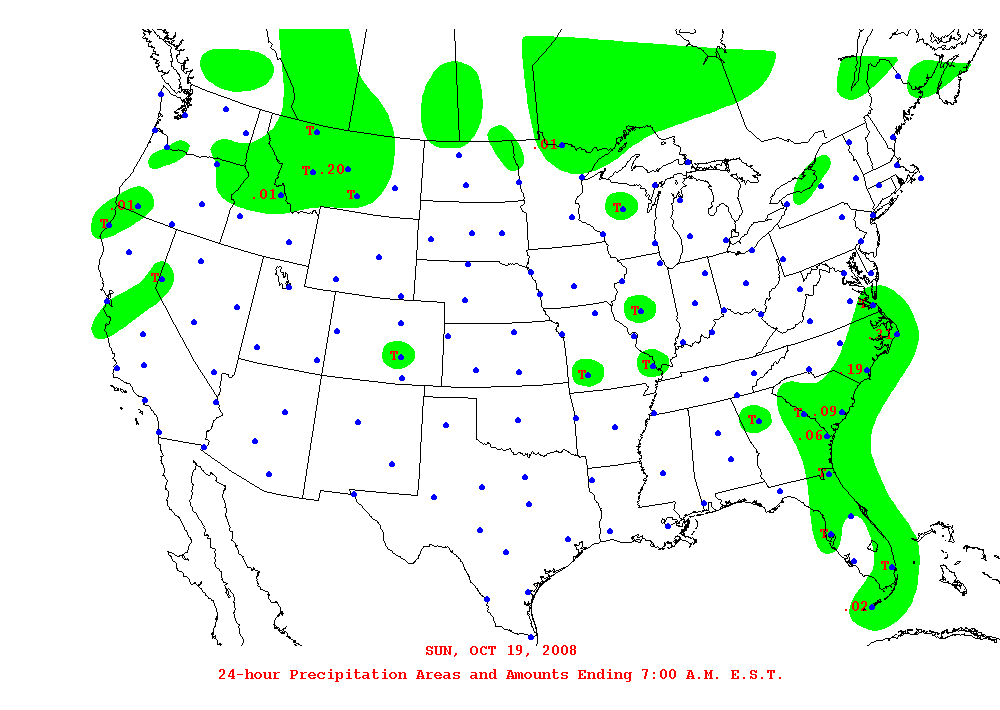 .01
T
T
.20
.01
T
.01
T
T
T
T
T
T
T
T
19
T
.09
T
.06
T
T
T
.02
SUN, OCT 19, 2008
24-hour Precipitation Areas and Amounts Ending 7:00 A.M. E.S.T.